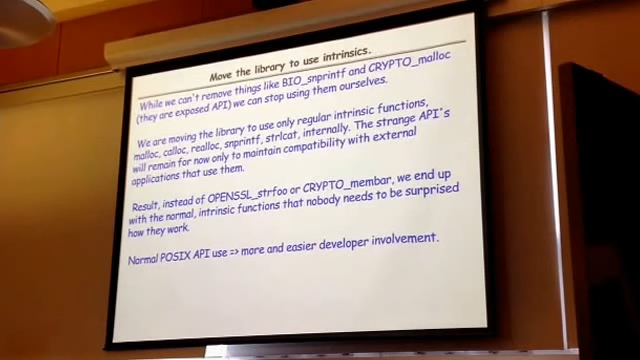 Move the library to use intrinsics.
While we can't remove things like BIO_snprintf and CRYPTO_malloc
(they are exposed API) we can stop using them ourselves.
We are moving the library to use only regular intrinsic functions,
malloc, calloc, realloc, snprintf, strlcat, internally. The strange API's
will remain for now only to maintain compatibility with external
applications that use them.
Result, instead of OPENSSL_strfoo or CRYPTO_membar, we end up
with the normal, intrinsic functions that nobody needs to be surprised
how they work.
Normal POSIX API use => more and easier developer involvement.